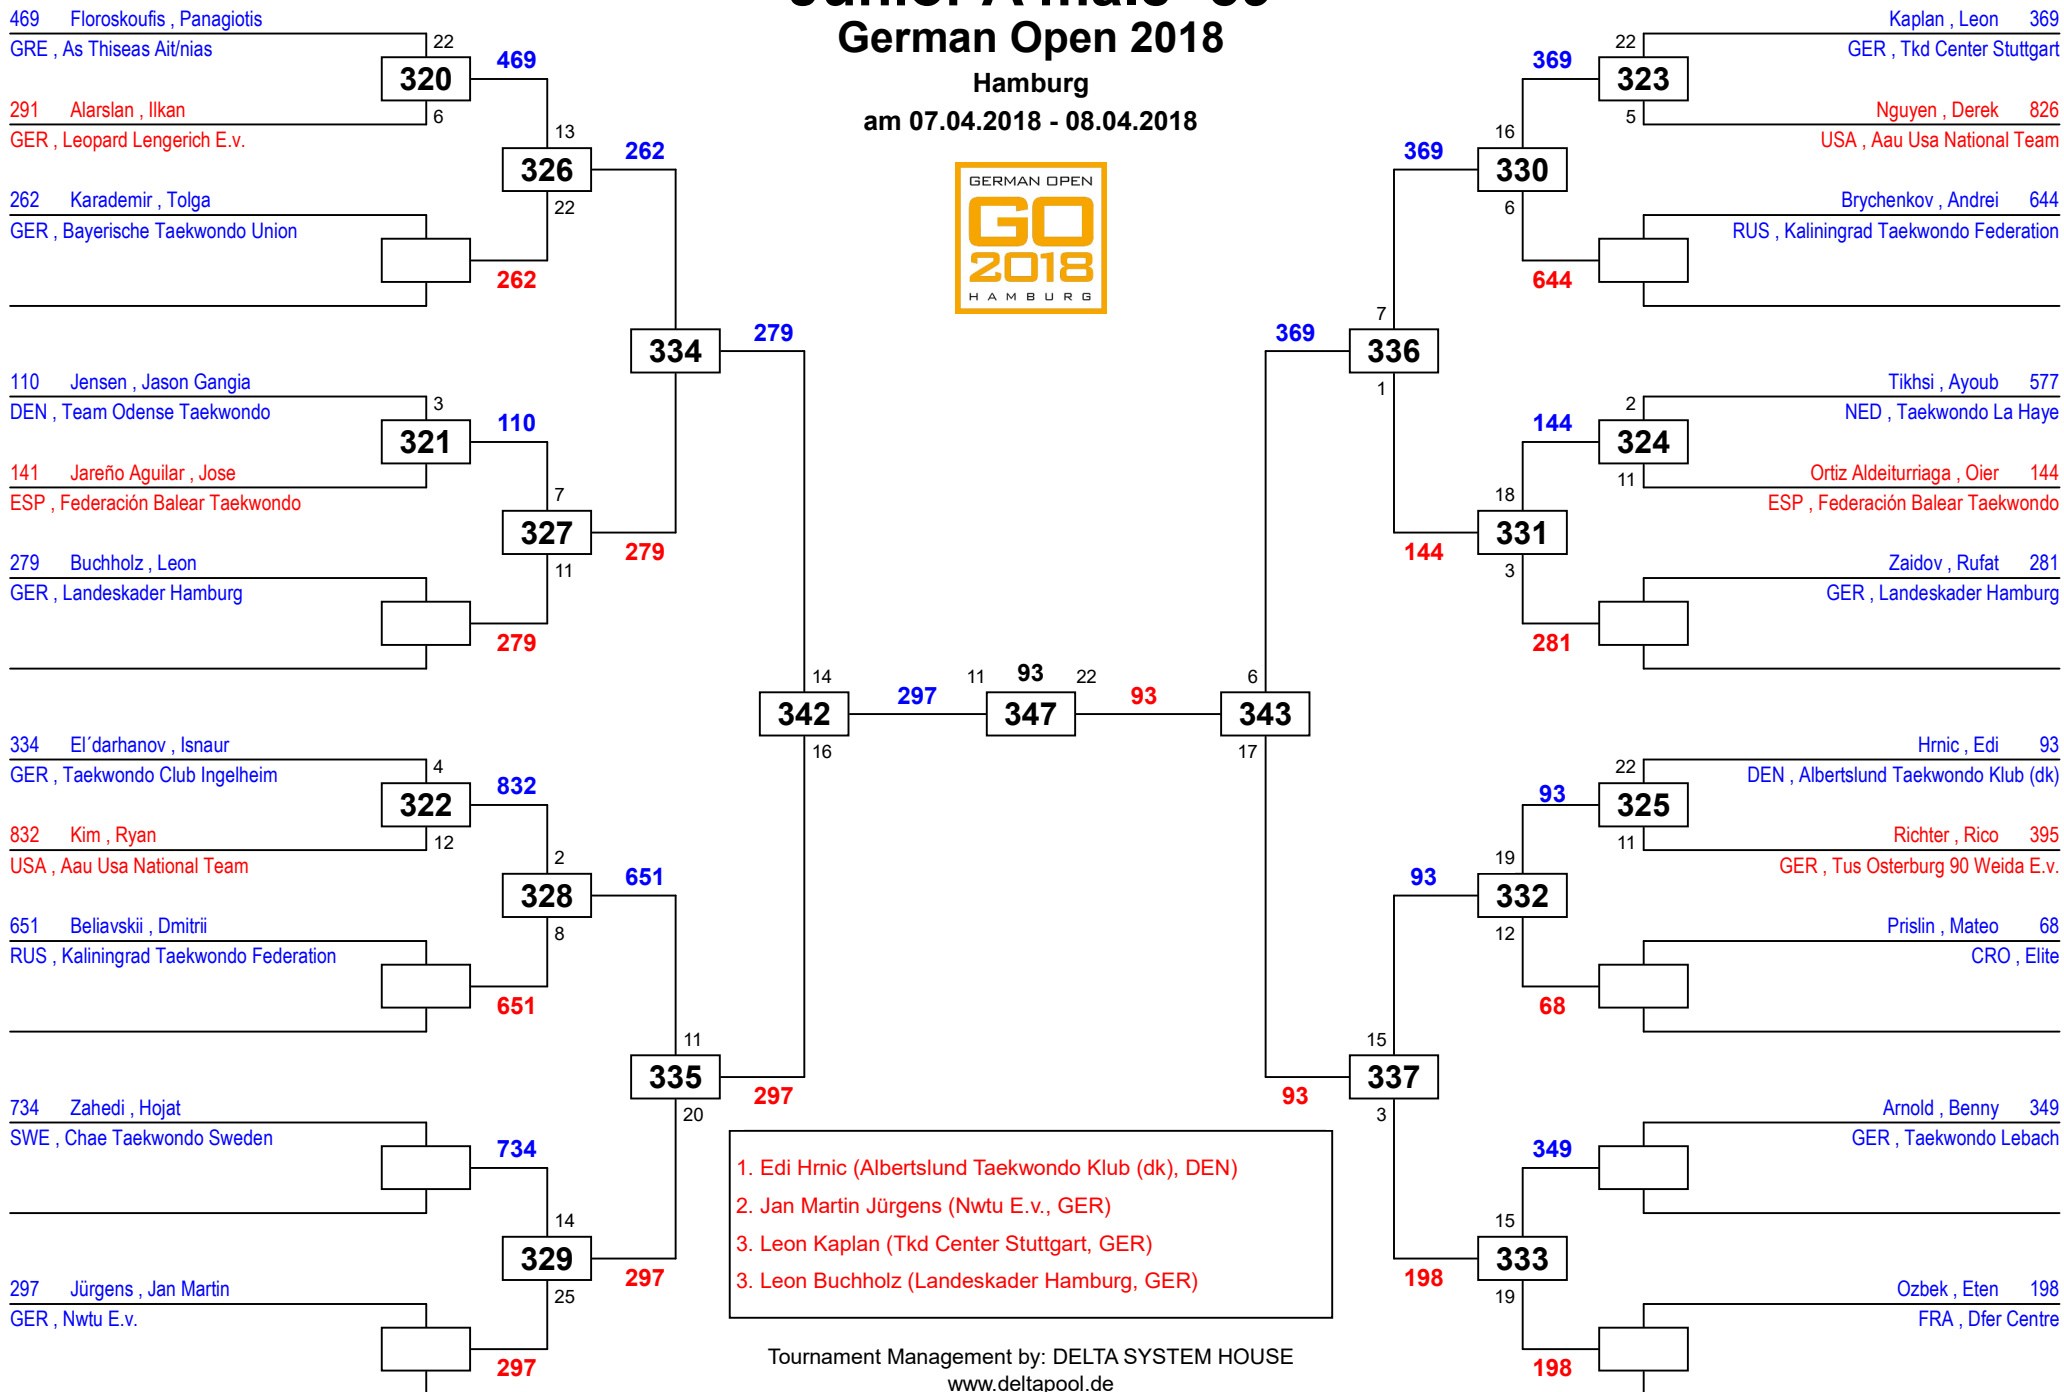 German Open 2018
Hamburg
am 07.04.2018 - 08.04.2018
GERMAN OPEN
GO
2018
HAMBURG
469 Floroskoufis , Panagiotis
GRE , As Thiseas Ait/nias
22
320
469
6
291 Alarslan , Ilkan
GER , Leopard Lengerich E.v.
13
326
262
22
262 Karademir , Tolga
GER , Bayerische Taekwondo Union
262
334
279
110 Jensen , Jason Gangia
DEN , Team Odense Taekwondo
3
321
110
141 Jareño Aguilar , Jose
ESP , Federación Balear Taekwondo
7
327
279
11
279 Buchholz , Leon
GER , Landeskader Hamburg
279
14
342
297
16
334 El´darhanov , Isnaur
GER , Taekwondo Club Ingelheim
4
322
832
12
832 Kim , Ryan
USA , Aau Usa National Team
2
328
651
8
651 Beliavskii , Dmitrii
RUS , Kaliningrad Taekwondo Federation
651
11
335
297
20
734 Zahedi , Hojat
SWE , Chae Taekwondo Sweden
734
14
329
297
25
297 Jürgens , Jan Martin
GER , Nwtu E.v.
297
11 93 22
347
93
Kaplan , Leon 369
GER , Tkd Center Stuttgart
22
369
323
5
Nguyen , Derek 826
USA , Aau Usa National Team
16
369
330
6
Brychenkov , Andrei 644
RUS , Kaliningrad Taekwondo Federation
644
7
369
336
1
Tikhsi , Ayoub 577
NED , Taekwondo La Haye
2
144
324
11
Ortiz Aldeiturriaga , Oier 144
ESP , Federación Balear Taekwondo
18
331
144
3
Zaidov , Rufat 281
GER , Landeskader Hamburg
281
6
343
17
Hrnic , Edi 93
DEN , Albertslund Taekwondo Klub (dk)
22
93
325
11
Richter , Rico 395
GER , Tus Osterburg 90 Weida E.v.
19
93
332
12
Prislin , Mateo 68
CRO , Elite
68
15
337
93
3
Arnold , Benny 349
GER , Taekwondo Lebach
349
15
333
198
19
Ozbek , Eten 198
FRA , Dfer Centre
198
1. Edi Hrnic (Albertslund Taekwondo Klub (dk), DEN)
2. Jan Martin Jürgens (Nwtu E.v., GER)
3. Leon Kaplan (Tkd Center Stuttgart, GER)
3. Leon Buchholz (Landeskader Hamburg, GER)
Tournament Management by: DELTA SYSTEM HOUSE
www.deltapool.de